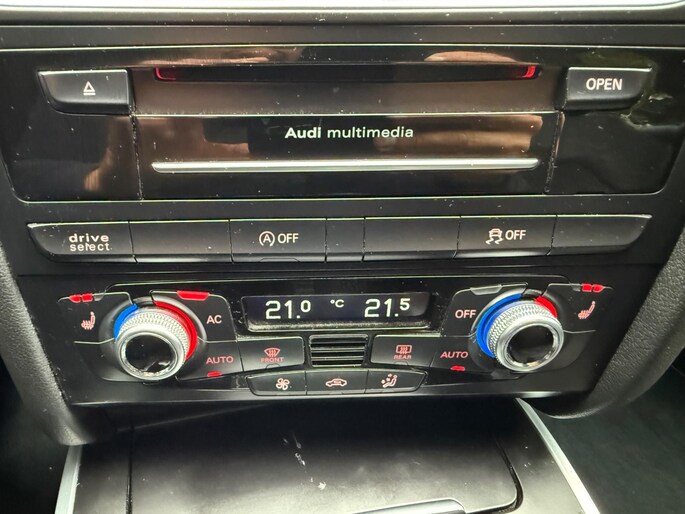 OPEN
Audi multimedia
drive
select
A OFF
OFF
21.0 °C 21.5
AC
OFF
AUTO
FRONT
REAR
AUTO